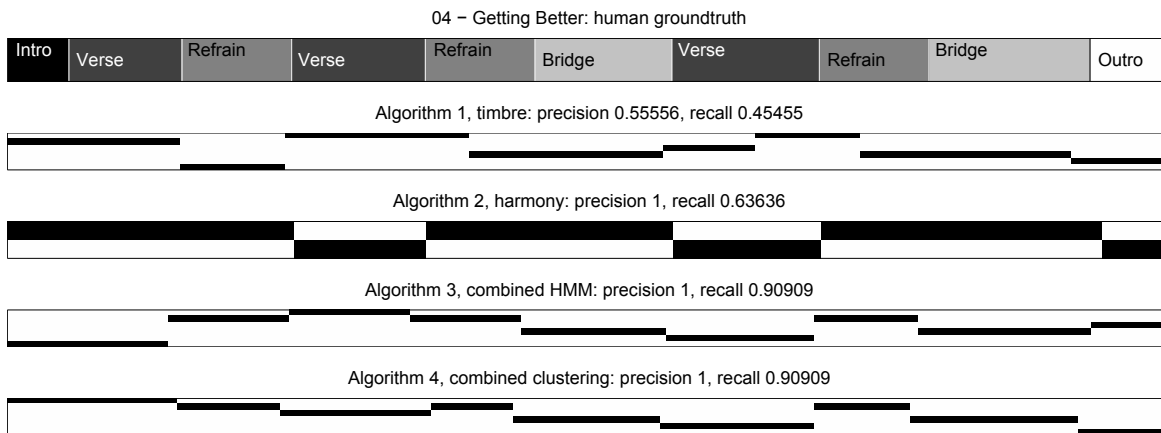 04 − Getting Better: human groundtruth
Intro Verse Refrain Verse Refrain Bridge Verse Refrain Bridge Outro
Algorithm 1, timbre: precision 0.55556, recall 0.45455
Algorithm 2, harmony: precision 1, recall 0.63636
Algorithm 3, combined HMM: precision 1, recall 0.90909
Algorithm 4, combined clustering: precision 1, recall 0.90909